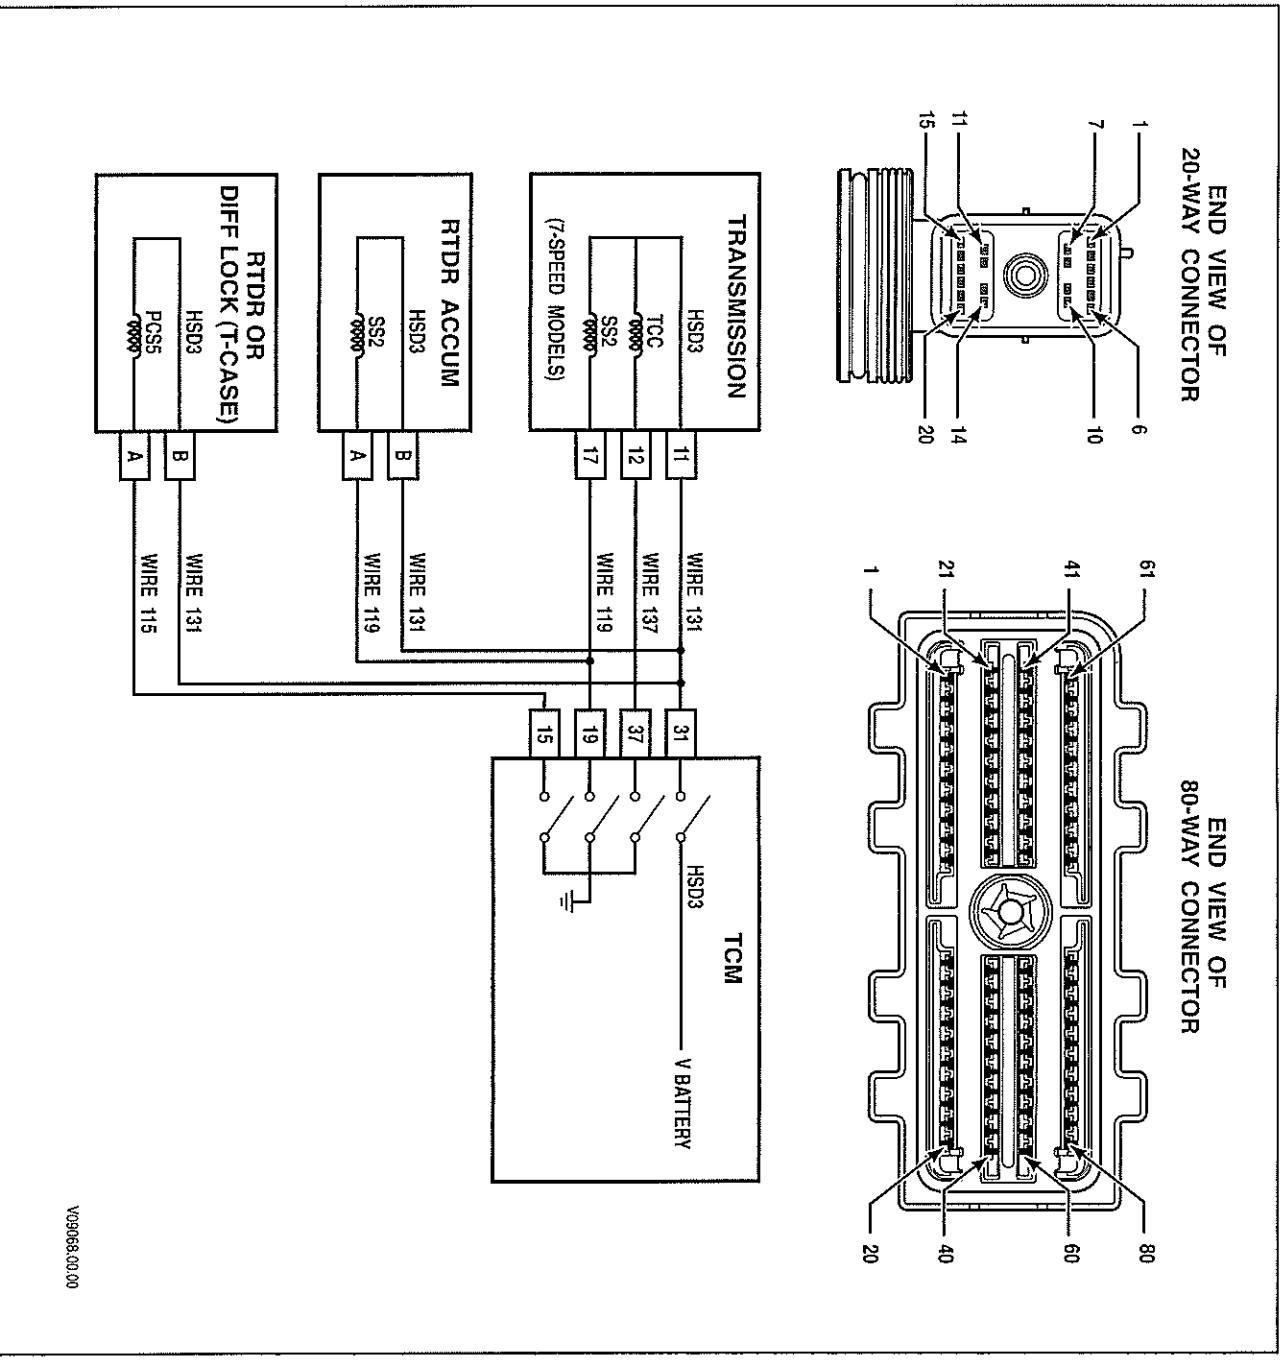 END VIEW OF
20-WAY CONNECTOR
1
7
11
15
6
10
14
20
END VIEW OF
80-WAY CONNECTOR
61
41
21
1
80
60
40
20
TRANSMISSION
HSD3
TCC
SS2
(7-SPEED MODELS)
11
12
17
WIRE 131
WIRE 137
WIRE 119
RTDR ACCUM
HSD3
SS2
B
A
WIRE 131
WIRE 119
RTDR OR
DIFF LOCK (T-CASE)
HSD3
PCS5
B
A
WIRE 131
WIRE 115
31
37
19
15
TCM
HSD3
V BATTERY
V09068.00.00